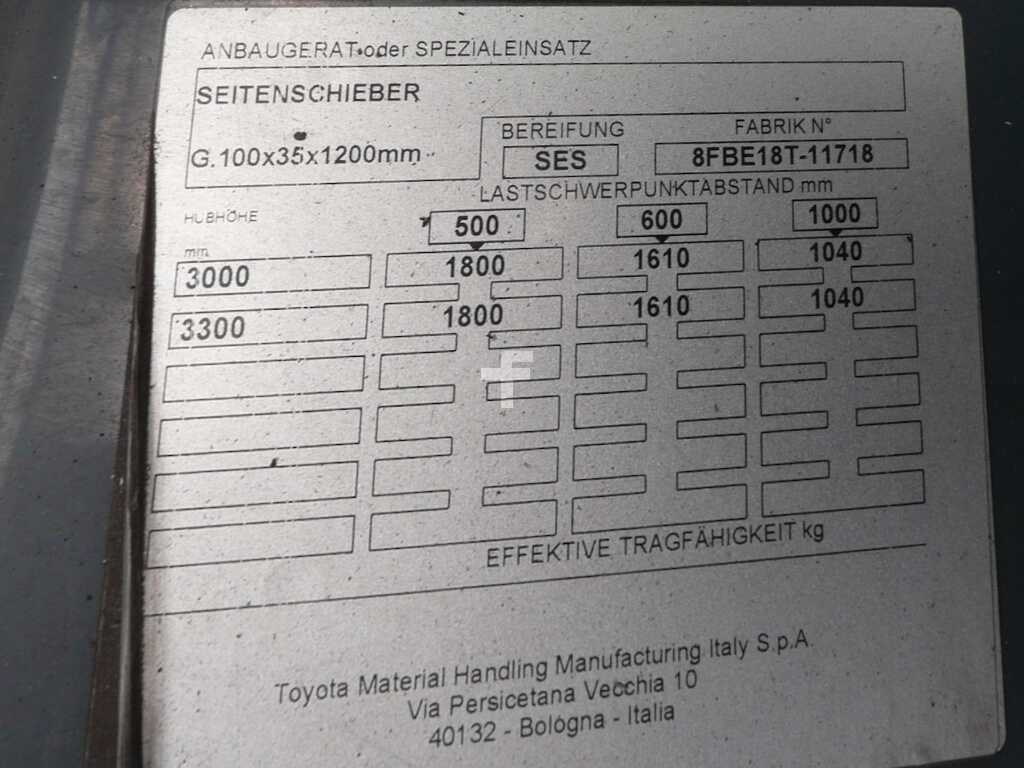 ANBAUGERAT oder SPEZIALEINSATZ
SEITENSCHIEBER
G.100x35x1200mm
BEREIFUNG FABRIK N°
SES 8FBE18T-11718
LASTSCHWERPUNKTABSTAND mm
HUBHÖHE 500 600 1000
mm
3000 1800 1610 1040
3300 1800 1610 1040
EFFEKTIVE TRAGFÄHIGKEIT kg
Toyota Material Handling Manufacturing Italy S.p.A.
Via Persicetana Vecchia 10
40132 - Bologna - Italia